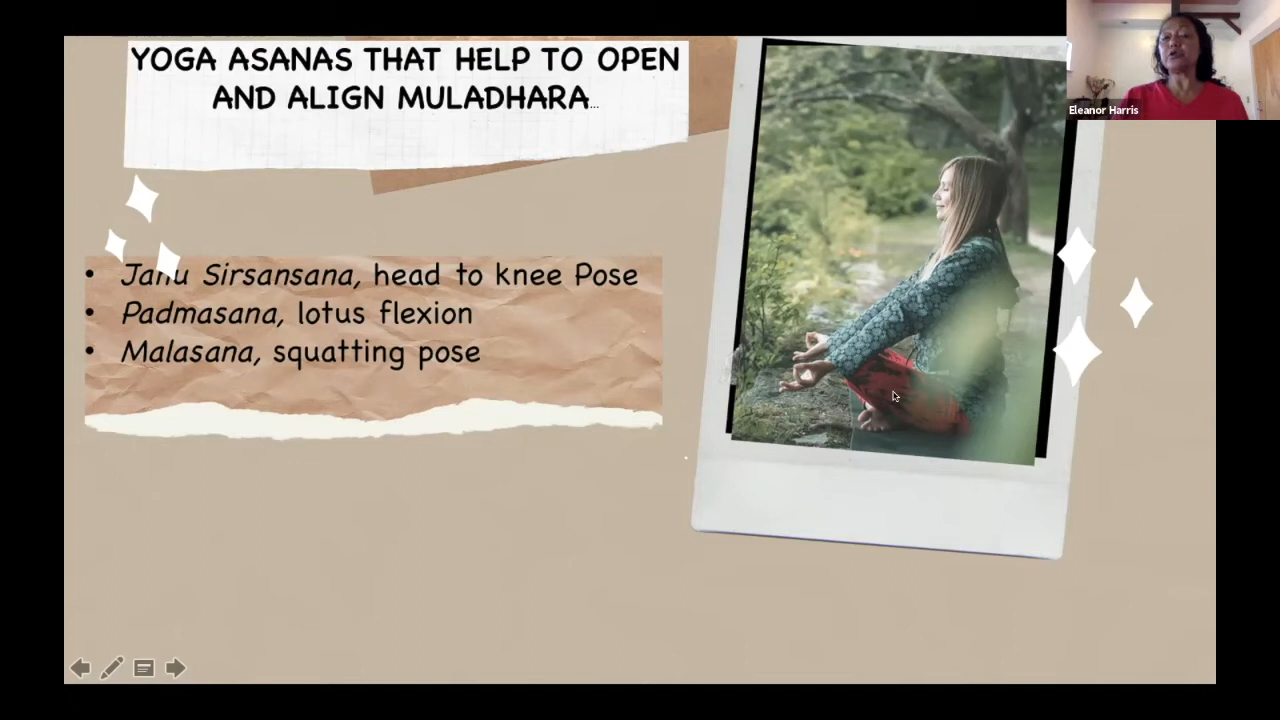 YOGA ASANAS THAT HELP TO OPEN
AND ALIGN MULADHARA...
• Janu Sirsansana, head to knee Pose
• Padmasana, lotus flexion
• Malasana, squatting pose
Eleanor Harris